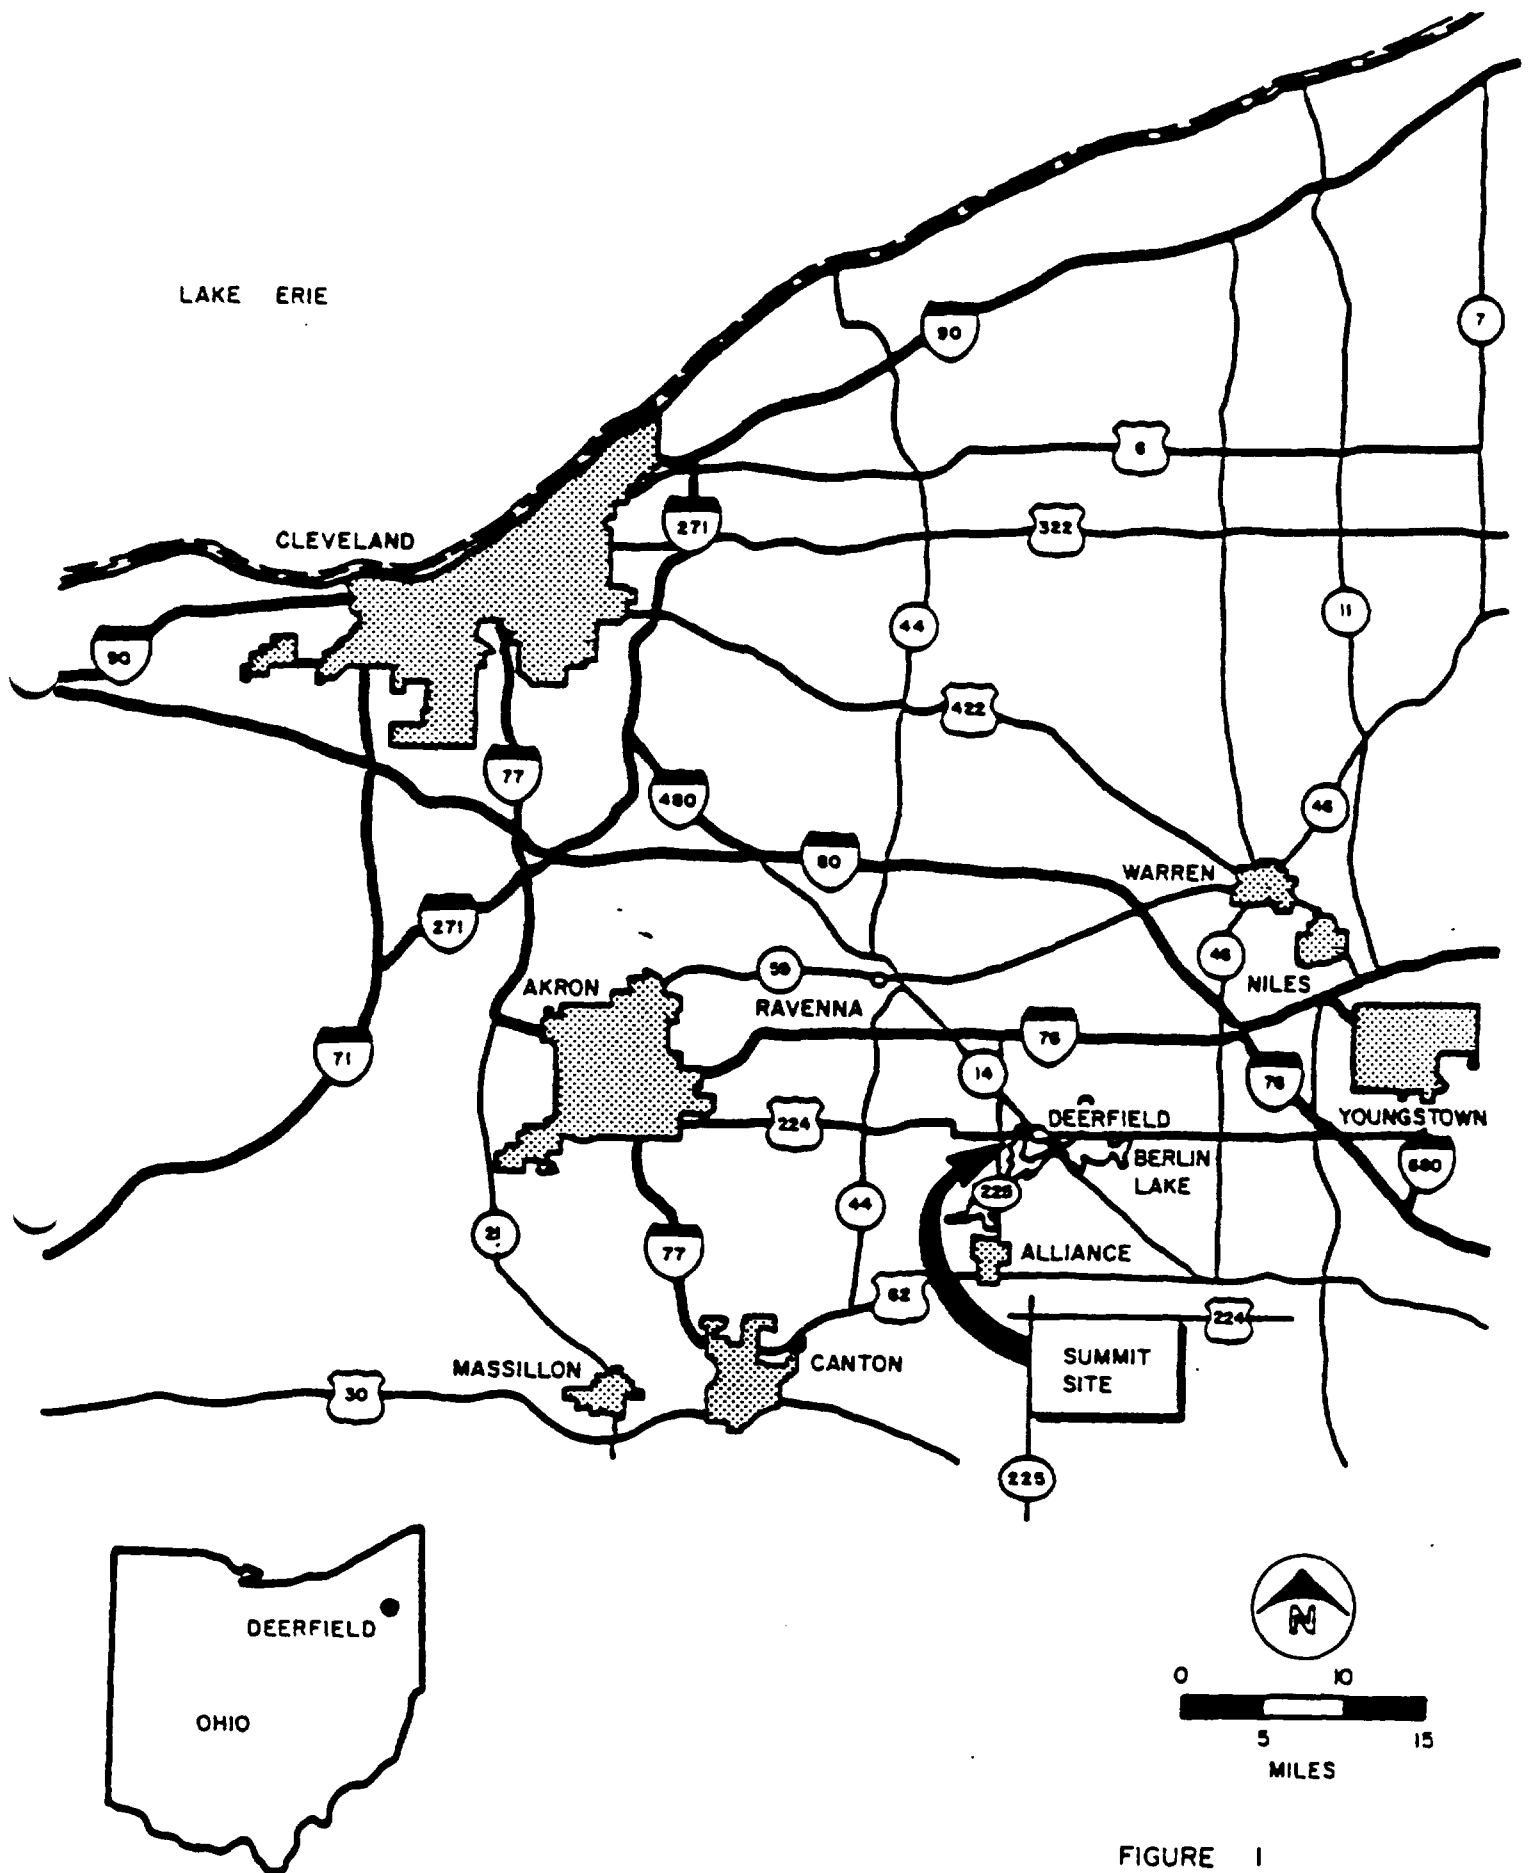 LAKE ERIE
90
7
6
271
322
CLEVELAND
44
11
90
422
77
480
46
80
WARREN
271
59
46
AKRON
NILES
RAVENNA
71
76
14
76
224
DEERFIELD
YOUNGSTOWN
BERLIN
LAKE
680
225
44
21
77
ALLIANCE
62
224
SUMMIT
SITE
MASSILLON
CANTON
30
225
DEERFIELD
OHIO
N
0 10
5 15
MILES
FIGURE 1